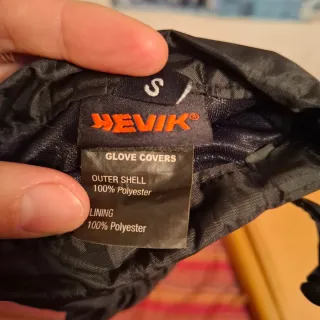 S
HEVIK®
GLOVE COVERS
OUTER SHELL
100% Polyester
LINING
100% Polyester